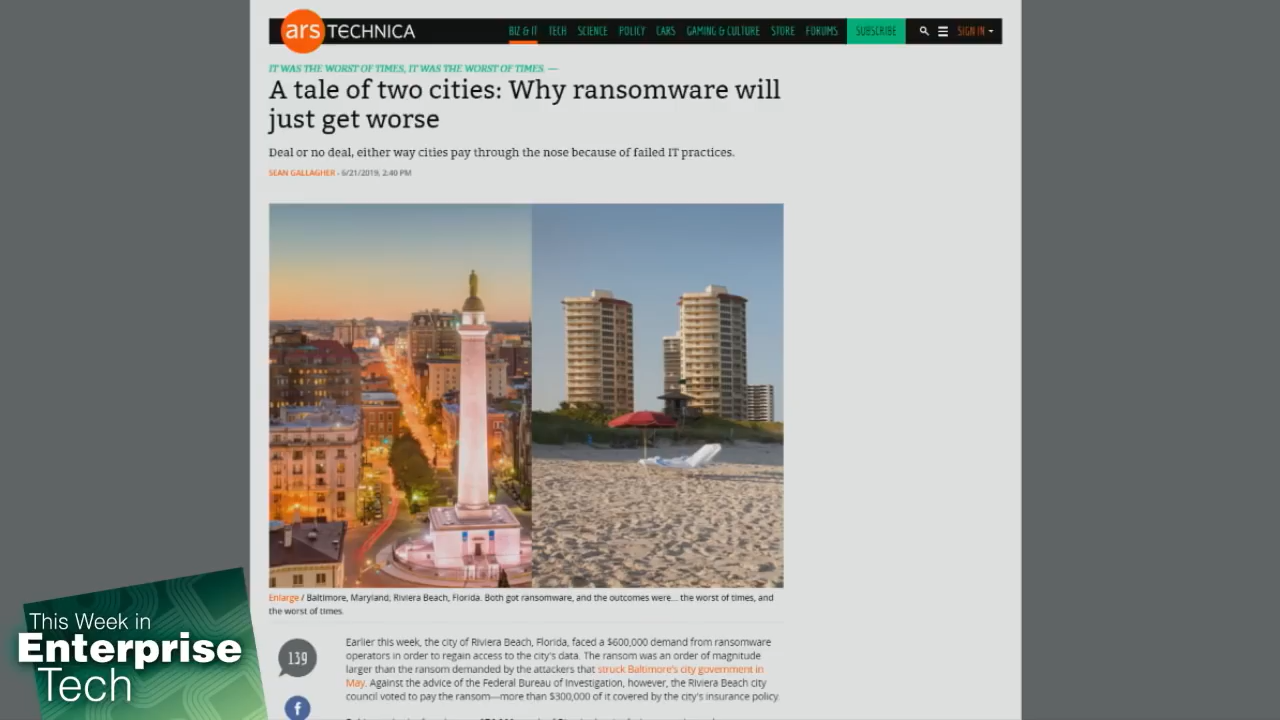 ars TECHNICA
BIZ & IT TECH SCIENCE POLICY CARS GAMING & CULTURE STORE FORUMS SUBSCRIBE SIGN IN
IT WAS THE WORST OF TIMES, IT WAS THE WORST OF TIMES —
A tale of two cities: Why ransomware will
just get worse
Deal or no deal, either way cities pay through the nose because of failed IT practices.
SEAN GALLAGHER - 6/21/2019, 2:40 PM
Enlarge / Baltimore, Maryland; Riviera Beach, Florida. Both got ransomware, and the outcomes were... the worst of times, and
the worst of times.
139
Earlier this week, the city of Riviera Beach, Florida, faced a $600,000 demand from ransomware
operators in order to regain access to the city's data. The ransom was an order of magnitude
larger than the ransom demanded by the attackers that struck Baltimore's city government in
May. Against the advice of the Federal Bureau of Investigation, however, the Riviera Beach city
council voted to pay the ransom—more than $300,000 of it covered by the city's insurance policy.
f
This Week in
Enterprise
Tech